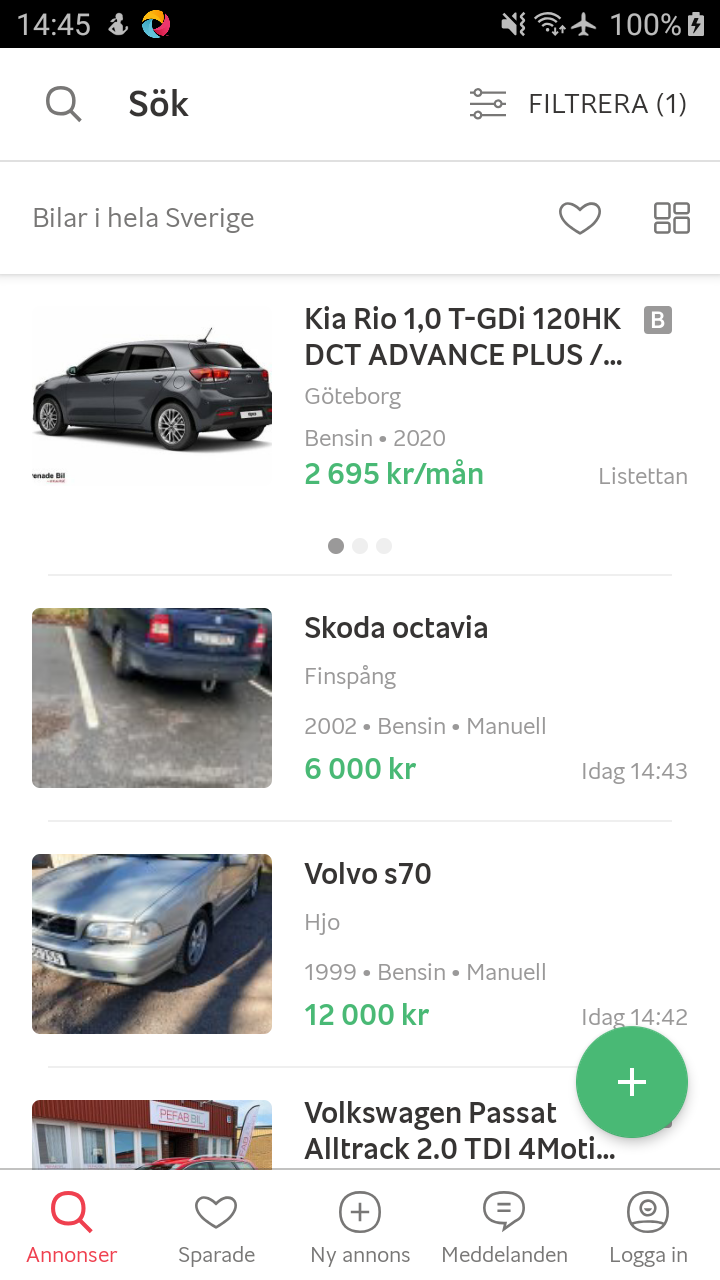 14:45
100%
Sök
FILTRERA (1)
Bilar i hela Sverige
Kia Rio 1,0 T-GDi 120HK
B
DCT ADVANCE PLUS /...
Göteborg
Bensin • 2020
2 695 kr/mån
Listettan
Skoda octavia
Finspång
2002 • Bensin • Manuell
6 000 kr
Idag 14:43
Volvo s70
Hjo
1999 • Bensin • Manuell
12 000 kr
Idag 14:42
PEFAB BIL
Volkswagen Passat
Alltrack 2.0 TDI 4Moti...
Annonser
Sparade
Ny annons
Meddelanden
Logga in